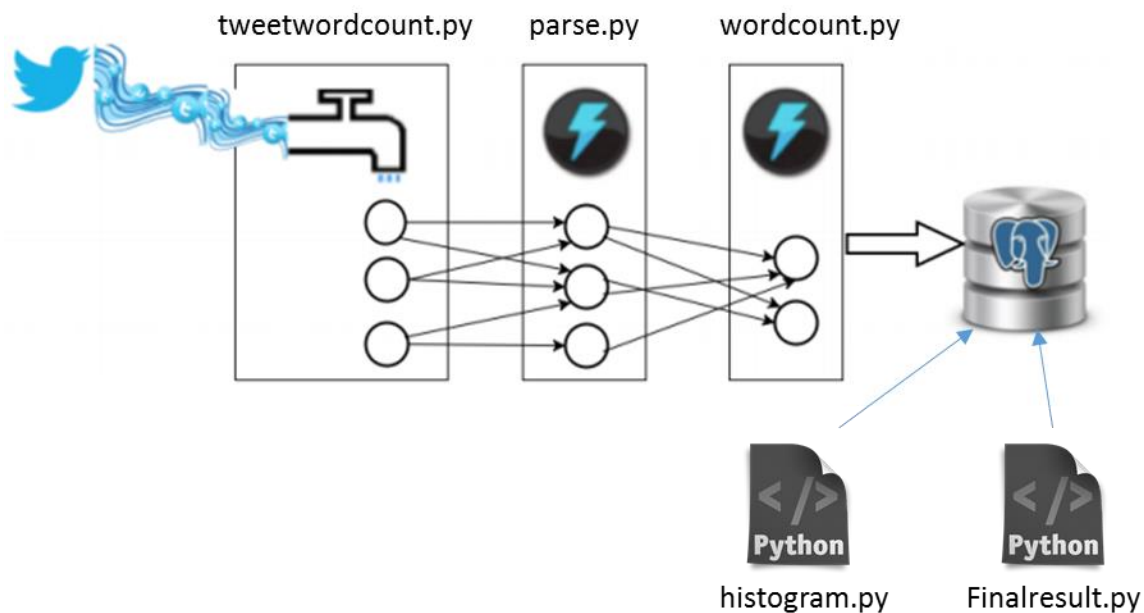 tweetwordcount.py
parse.py
wordcount.py
</>
Python
histogram.py
</>
Python
Finalresult.py